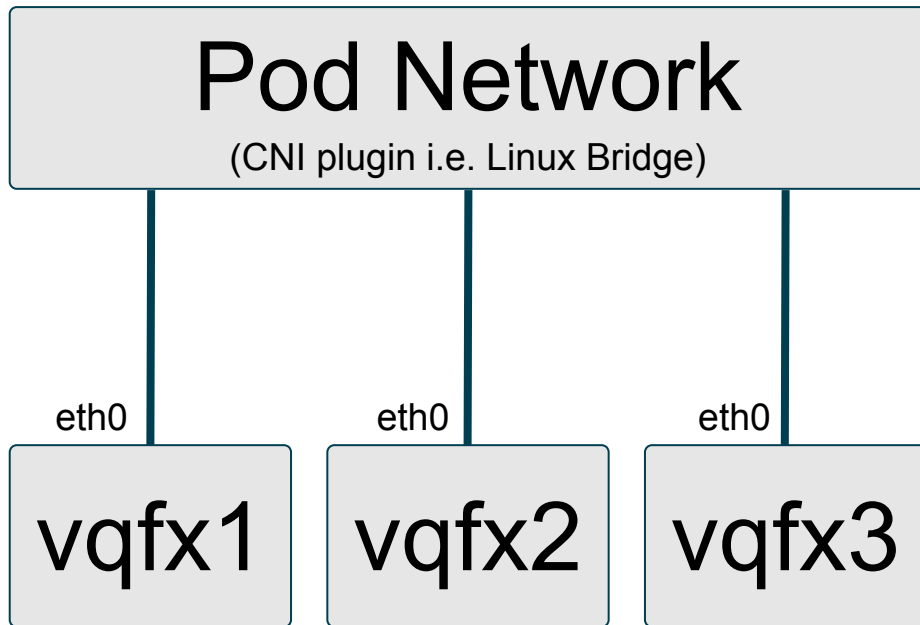 Pod Network
(CNI plugin i.e. Linux Bridge)
eth0 eth0 eth0
vqfx1 vqfx2 vqfx3